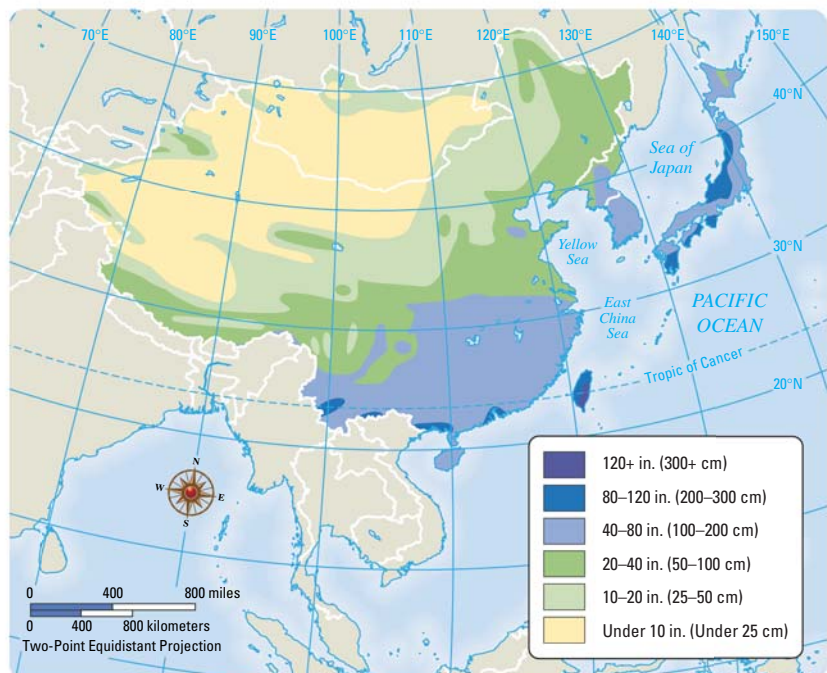 70°E
80°E
90°E
100°E
110°E
120°E
130°E
140°E
150°E
40°N
Sea of
Japan
30°N
Yellow
Sea
East
China
Sea
PACIFIC
OCEAN
Tropic of Cancer
20°N
N
W
E
S
120+ in. (300+ cm)
80–120 in. (200–300 cm)
40–80 in. (100–200 cm)
20–40 in. (50–100 cm)
10–20 in. (25–50 cm)
Under 10 in. (Under 25 cm)
0 400 800 miles
0 400 800 kilometers
Two-Point Equidistant Projection